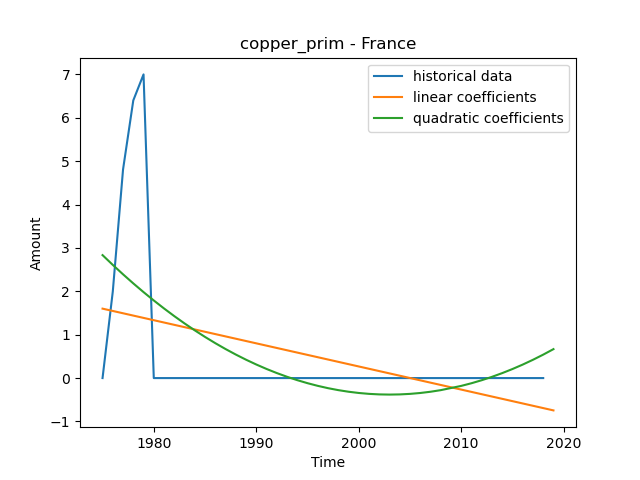 copper_prim - France
historical data
linear coefficients
quadratic coefficients
7
6
5
4
3
2
1
0
−1
Amount
1980
1990
2000
2010
2020
Time